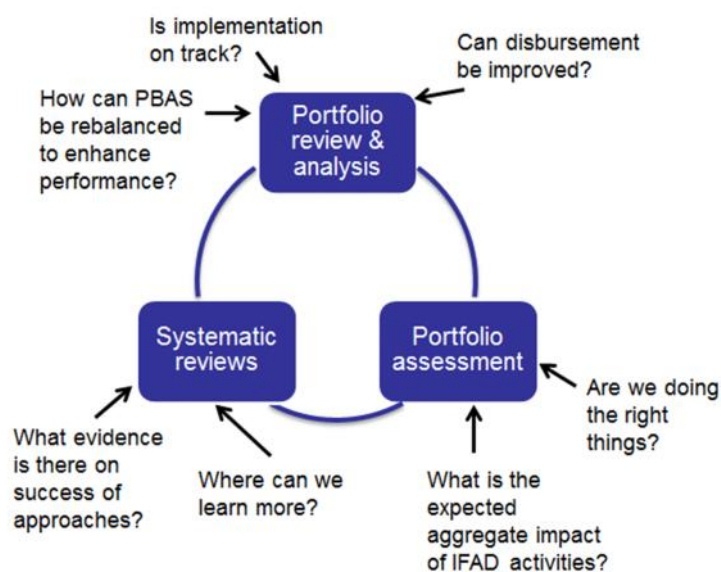 Is implementation
on track?
Can disbursement
be improved?
How can PBAS
be rebalanced
to enhance
performance?
Portfolio
review &
analysis
Systematic
reviews
Portfolio
assessment
Are we doing
the right
things?
What evidence
is there on
success of
approaches?
Where can we
learn more?
What is the
expected
aggregate impact
of IFAD activities?